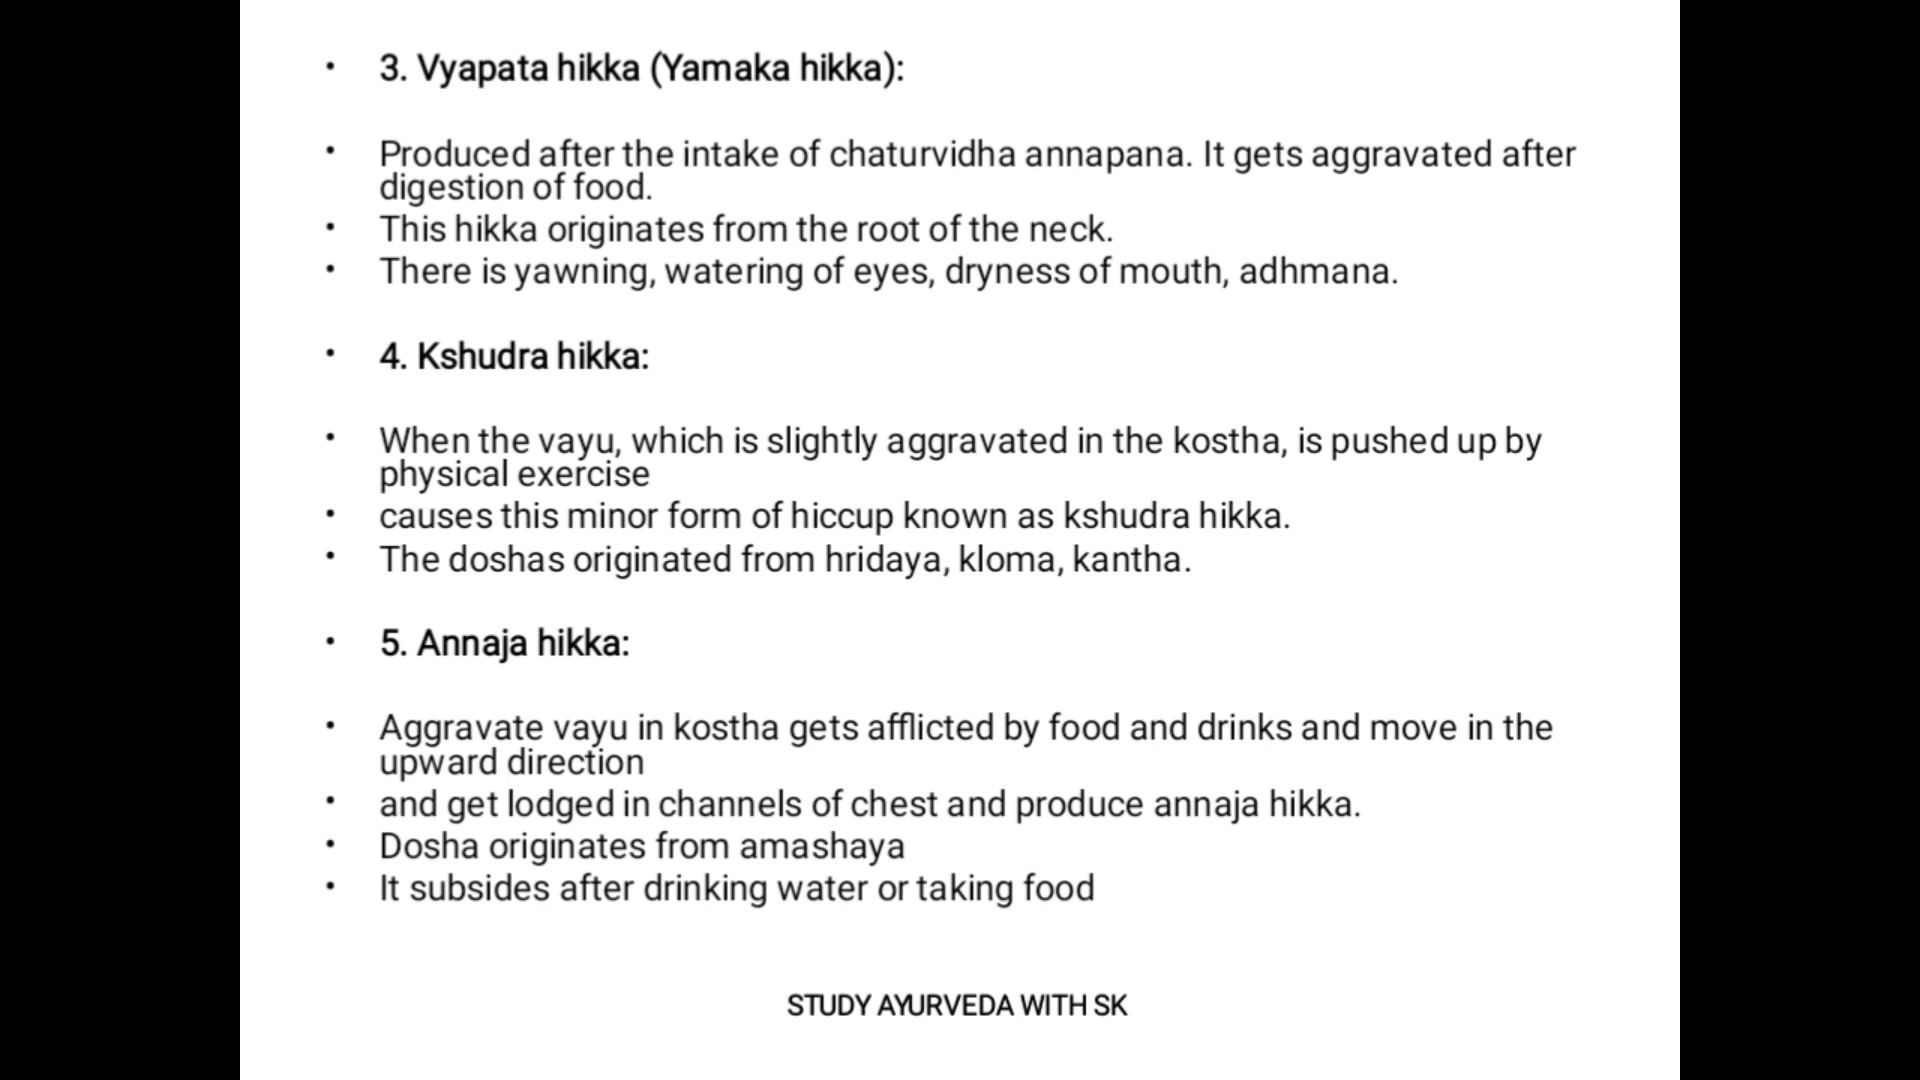 • 3. Vyapata hikka (Yamaka hikka):
• Produced after the intake of chaturvidha annapana. It gets aggravated after
digestion of food.
• This hikka originates from the root of the neck.
• There is yawning, watering of eyes, dryness of mouth, adhmana.
• 4. Kshudra hikka:
• When the vayu, which is slightly aggravated in the kostha, is pushed up by
physical exercise
• causes this minor form of hiccup known as kshudra hikka.
• The doshas originated from hridaya, kloma, kantha.
• 5. Annaja hikka:
• Aggravate vayu in kostha gets afflicted by food and drinks and move in the
upward direction
• and get lodged in channels of chest and produce annaja hikka.
• Dosha originates from amashaya
• It subsides after drinking water or taking food
STUDY AYURVEDA WITH SK